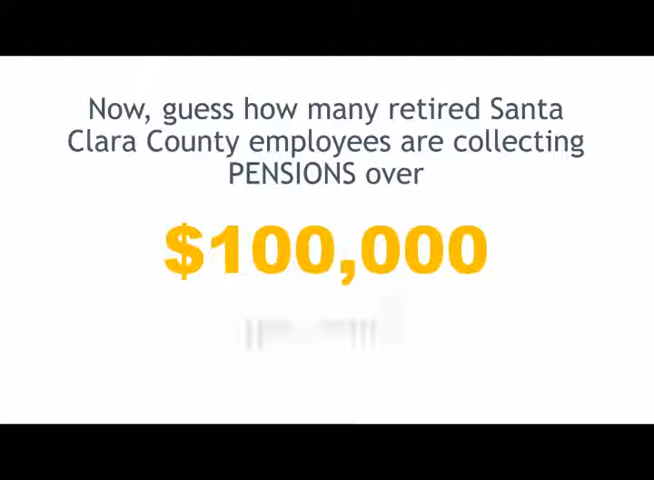 Now, guess how many retired Santa
Clara County employees are collecting
PENSIONS over
$100,000